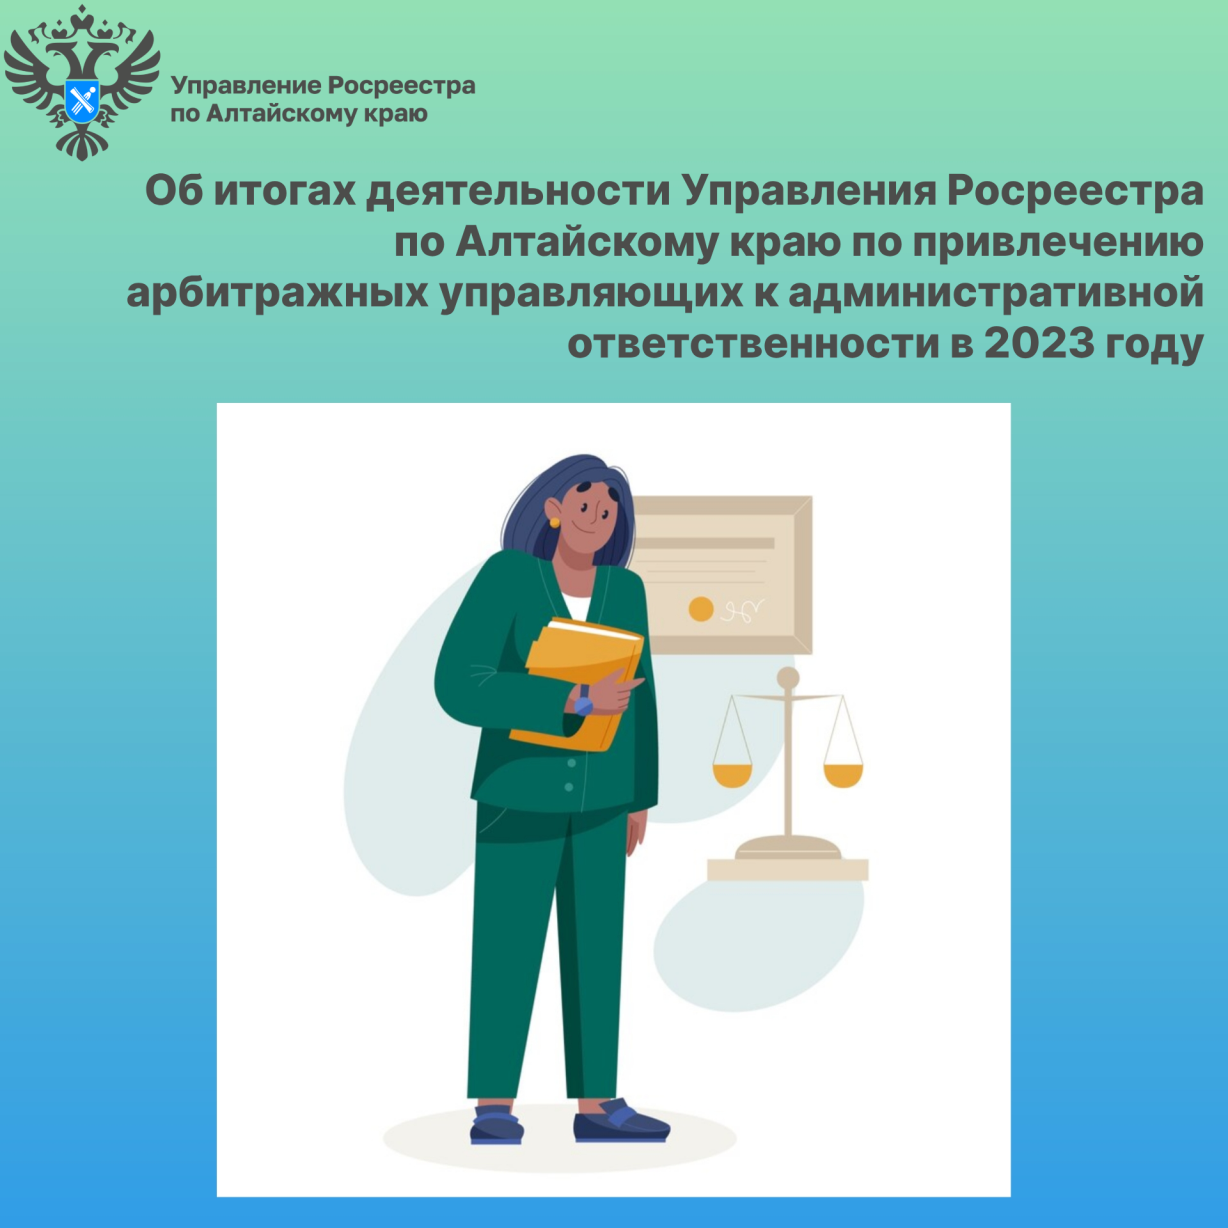 Управление Росреестра
по Алтайскому краю
Об итогах деятельности Управления Росреестра
по Алтайскому краю по привлечению
арбитражных управляющих к административной
ответственности в 2023 году